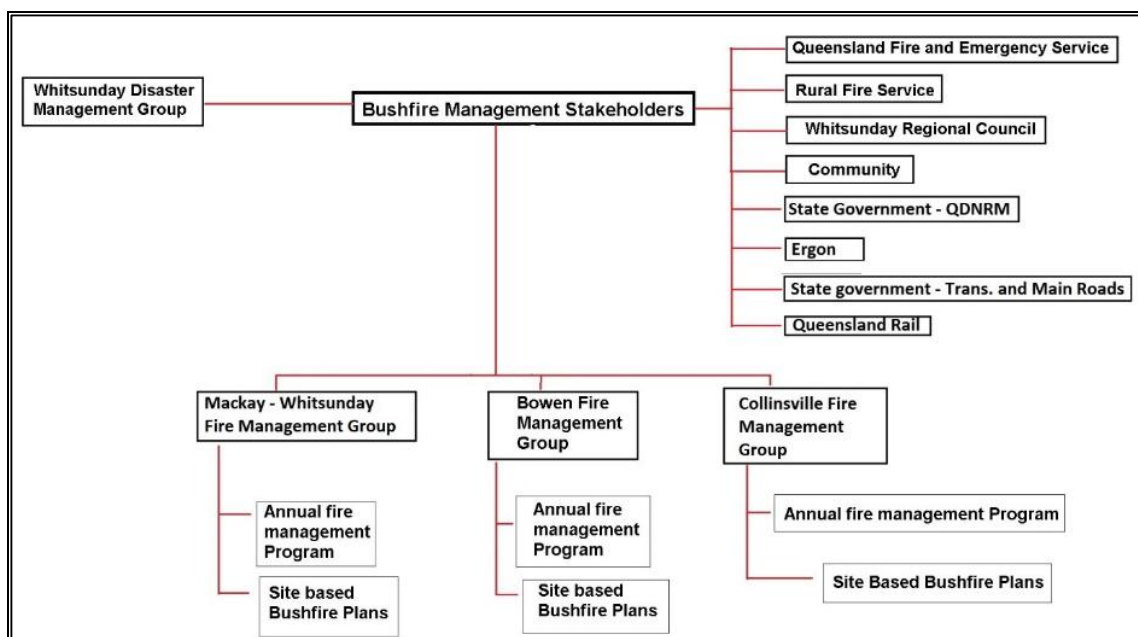 Whitsunday Disaster
Management Group
Bushfire Management Stakeholders
Queensland Fire and Emergency Service
Rural Fire Service
Whitsunday Regional Council
Community
State Government - QDNRM
Ergon
State government - Trans. and Main Roads
Queensland Rail
Mackay - Whitsunday
Fire Management Group
Bowen Fire
Management
Group
Collinsville Fire
Management
Group
Annual fire
management
Program
Site based
Bushfire Plans
Annual fire
management
Program
Site based
Bushfire Plans
Annual fire management Program
Site Based Bushfire Plans